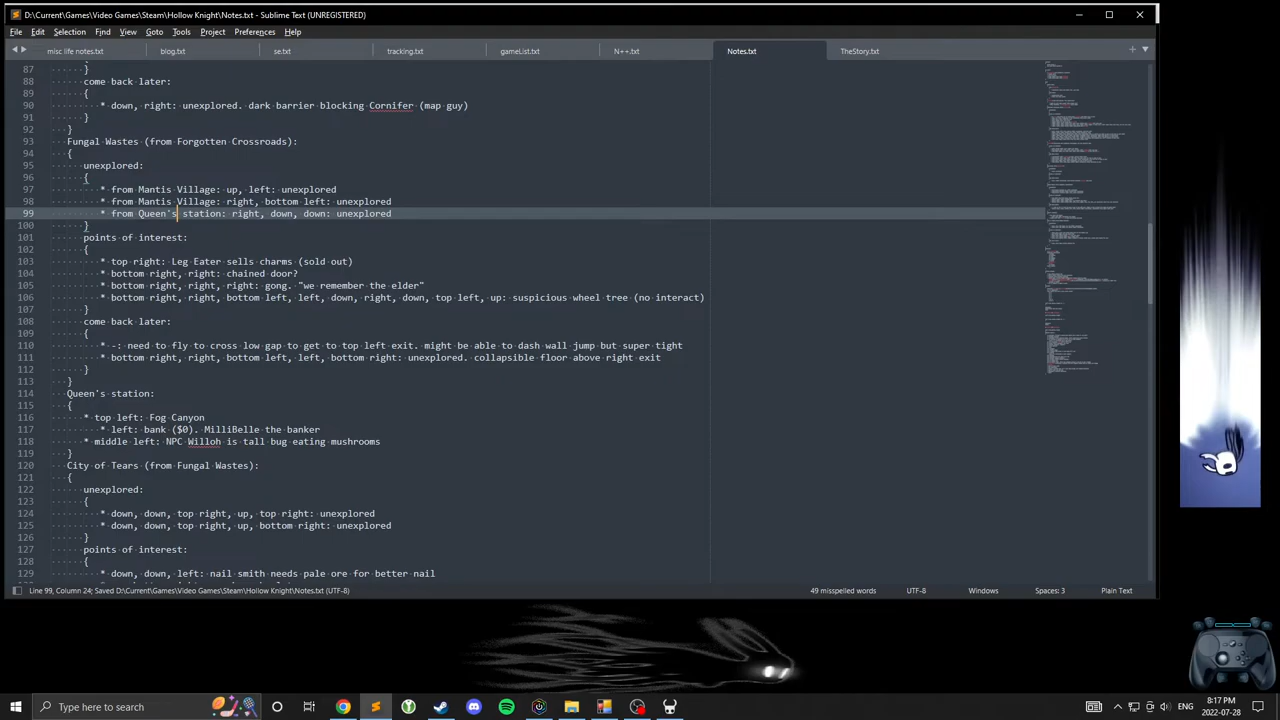 D:\Current\Games\Video Games\Steam\Hollow Knight\Notes.txt - Sublime Text (UNREGISTERED)
File Edit Selection Find View Goto Tools Project Preferences Help
misc life notes.txt blog.txt se.txt tracking.txt gameList.txt N++.txt Notes.txt TheStory.txt
87 }
88 come back later:
89 {
90 * down, right: unexplored. dark barrier blocking Cornifer (map guy)
91 }
92 }
93 Fungal Wastes (from Forgotten Crossroads):
94 {
95 unexplored:
96 {
97 * from Mantis Village: up, left: unexplored
98 * from Mantis Village: right, bottom left: unexplored
99 * from Queen's station: right, down, down: unexplored
100 }
101 points of interest:
102 {
103 * top right: Leg Eater sells charms (sold out)
104 * bottom right, right: chained door?
105 * bottom right, right, right: ghost "we remember her"
106 * bottom right, right, bottom left, left, down right, down, top left, up: suspicious wheel tree (no interact)
107 }
108 come back later:
109 {
110 * -: need to fly to cross low gap to get to far left exit. might be able to dash wall jump but super tight
111 * bottom right, right, bottom left, left, bottom right: unexplored. collapsible floor above right exit
112 }
113 }
114 Queen's station:
115 {
116 * top left: Fog Canyon
117 * left: bank ($0). MilliBelle the banker
118 * middle left: NPC Willoh is tall bug eating mushrooms
119 }
120 City of Tears (from Fungal Wastes):
121 {
122 unexplored:
123 {
124 * down, down, top right, up, top right: unexplored
125 * down, down, top right, up, bottom right: unexplored
126 }
127 points of interest:
128 {
129 * down, down, left: nail smith needs pale ore for better nail
Line 99, Column 24; Saved D:\Current\Games\Video Games\Steam\Hollow Knight\Notes.txt (UTF-8)
49 misspelled words UTF-8 Windows Spaces: 3 Plain Text
Type here to search
ENG
8:17 PM
2022-07-28